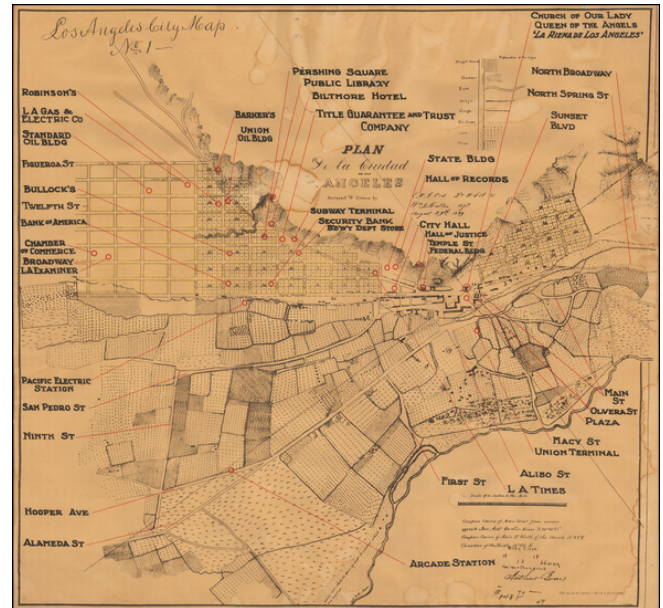 Los Angeles City Map
No. 1
CHURCH OF OUR LADY
QUEEN OF THE ANGELS
"LA RIENA DE LOS ANGELES"
NORTH BROADWAY
NORTH SPRING ST
SUNSET
BLVD
PERSHING SQUARE
PUBLIC LIBRARY
BILTMORE HOTEL
TITLE GUARANTEE AND TRUST
COMPANY
ROBINSON'S
L A GAS &
ELECTRIC CO
STANDARD
OIL BLDG
FIGUEROA ST
BULLOCK'S
TWELFTH ST
BANK OF AMERICA
CHAMBER
OF COMMERCE
BROADWAY
LA EXAMINER
BARKER'S
UNION
OIL BLDG
PLAN
de la Ciudad
ANGELES
STATE BLDG
HALL OF RECORDS
SUBWAY TERMINAL
SECURITY BANK
BD'W'Y DEPT STORE
CITY HALL
HALL OF JUSTICE
TEMPLE ST
FEDERAL BLDG
PACIFIC ELECTRIC
STATION
SAN PEDRO ST
NINTH ST
HOOPER AVE
ALAMEDA ST
MAIN
ST
OLVERA ST
PLAZA
MACY ST
UNION TERMINAL
ALISO ST
L A TIMES
FIRST ST
ARCADE STATION